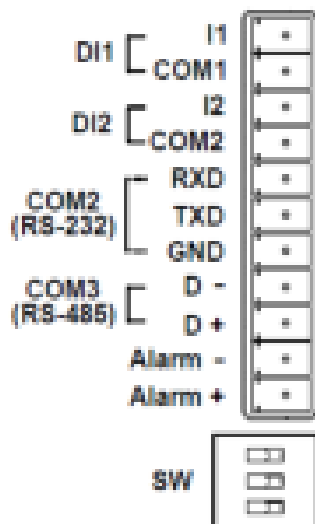 DI1
I1
COM1
DI2
I2
COM2
COM2
(RS-232)
RXD
TXD
GND
COM3
(RS-485)
D -
D +
Alarm -
Alarm +
SW